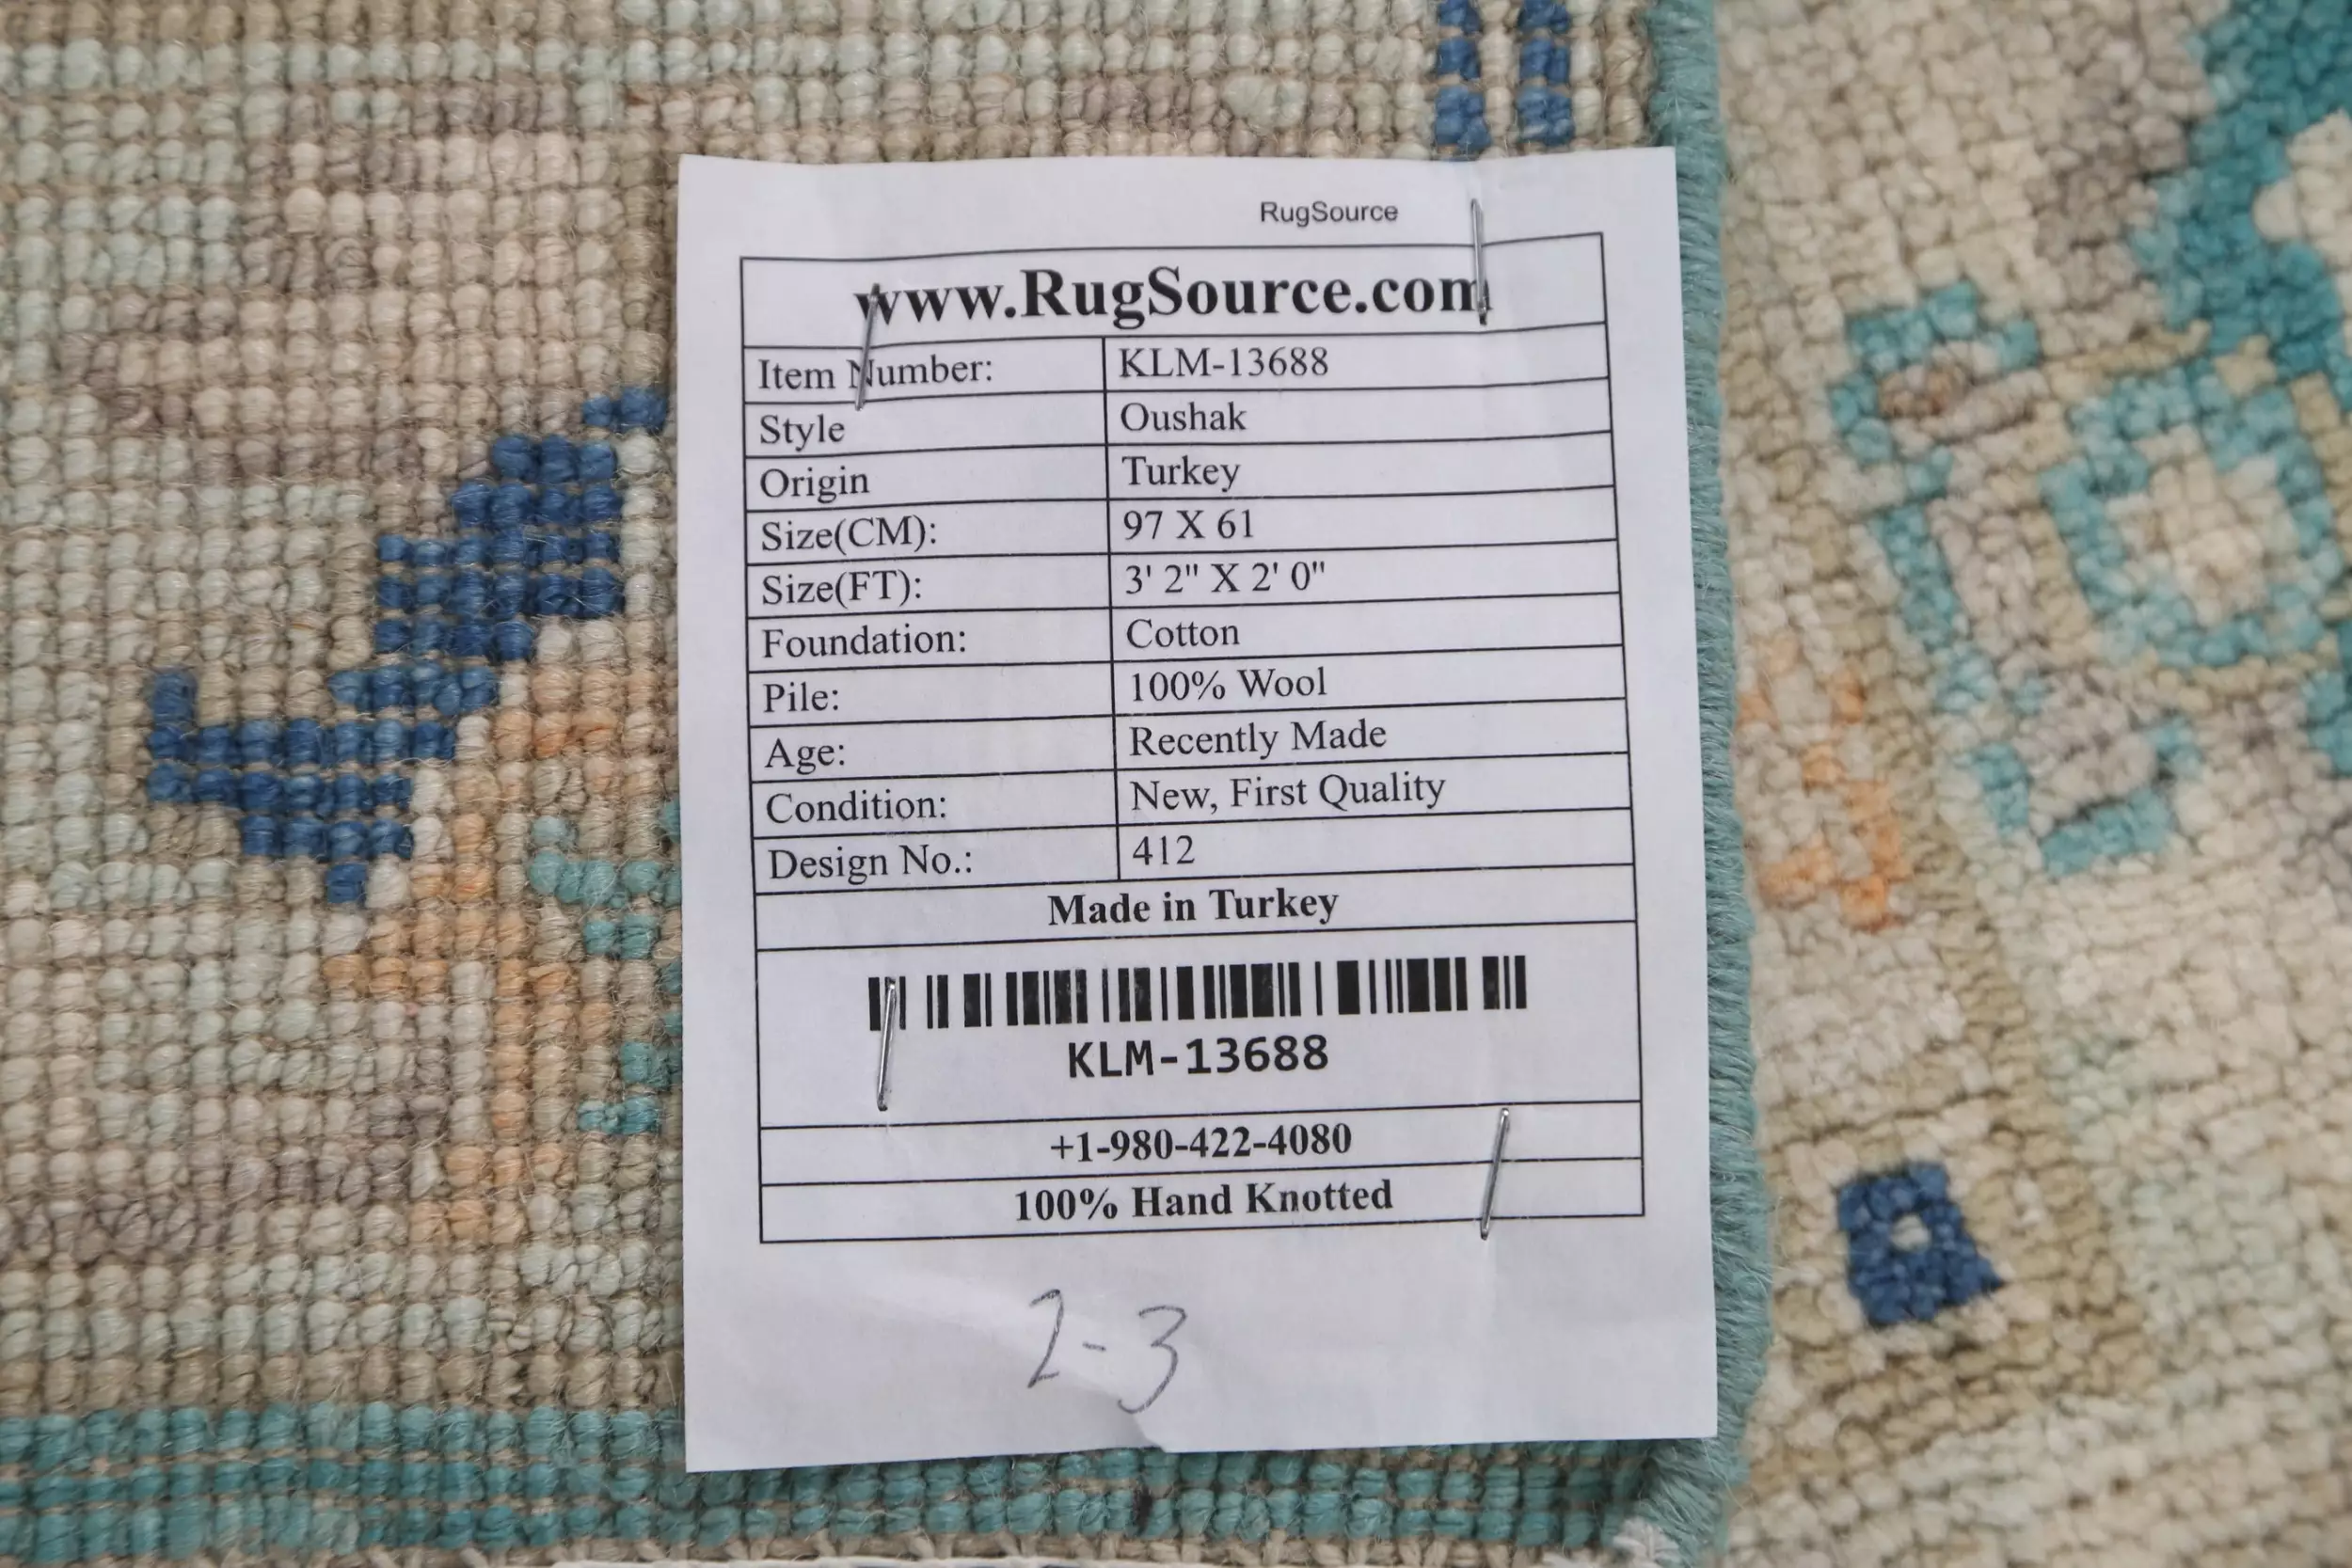 RugSource
www.RugSource.com
Item Number: KLM-13688
Style Oushak
Origin Turkey
Size(CM): 97 X 61
Size(FT): 3' 2" X 2' 0"
Foundation: Cotton
Pile: 100% Wool
Age: Recently Made
Condition: New, First Quality
Design No.: 412
Made in Turkey
KLM-13688
+1-980-422-4080
100% Hand Knotted
2-3